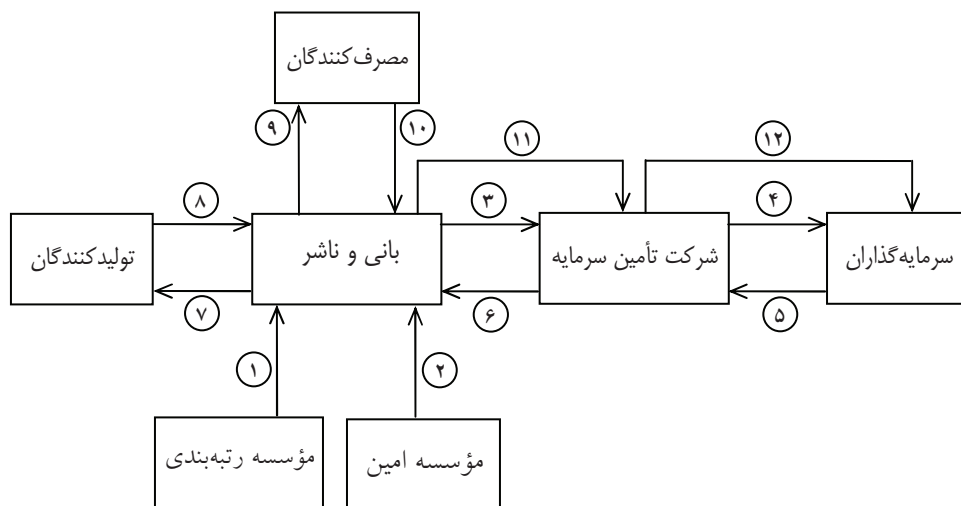 مصرف‌کنندگان
۹
۱۰
۱۱
۱۲
۸
۳
۴
تولیدکنندگان
بانی و ناشر
شرکت تأمین سرمایه
سرمایه‌گذاران
۷
۶
۵
۱
۲
مؤسسه رتبه‌بندی
مؤسسه امین